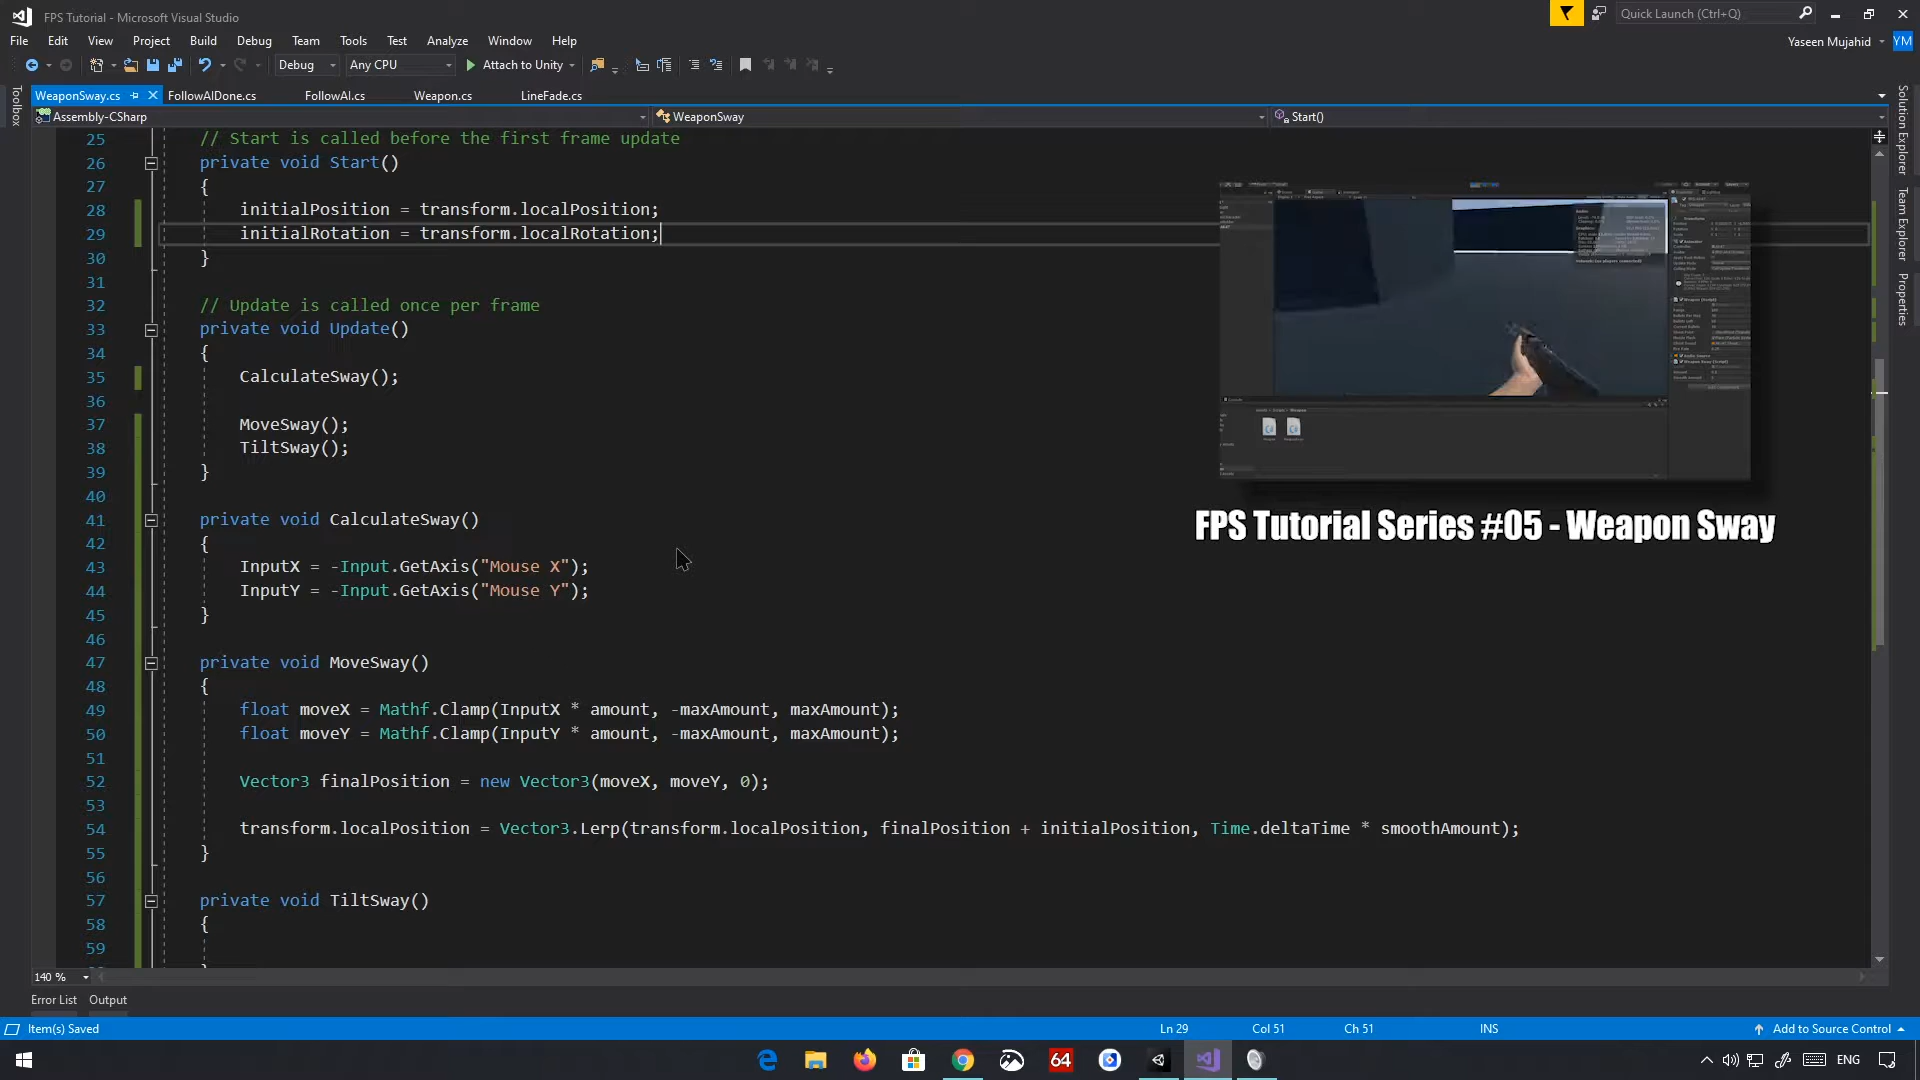 FPS Tutorial - Microsoft Visual Studio
Quick Launch (Ctrl+Q)
File Edit View Project Build Debug Team Tools Test Analyze Window Help
Yaseen Mujahid YM
Debug Any CPU Attach to Unity
Toolbox
WeaponSway.cs FollowAIDone.cs FollowAI.cs Weapon.cs LineFade.cs
Assembly-CSharp WeaponSway Start()
25 // Start is called before the first frame update
26 private void Start()
27 {
28 initialPosition = transform.localPosition;
29 initialRotation = transform.localRotation;
30 }
31
32 // Update is called once per frame
33 private void Update()
34 {
35 CalculateSway();
36
37 MoveSway();
38 TiltSway();
39 }
40
41 private void CalculateSway()
42 {
43 InputX = -Input.GetAxis("Mouse X");
44 InputY = -Input.GetAxis("Mouse Y");
45 }
46
47 private void MoveSway()
48 {
49 float moveX = Mathf.Clamp(InputX * amount, -maxAmount, maxAmount);
50 float moveY = Mathf.Clamp(InputY * amount, -maxAmount, maxAmount);
51
52 Vector3 finalPosition = new Vector3(moveX, moveY, 0);
53
54 transform.localPosition = Vector3.Lerp(transform.localPosition, finalPosition + initialPosition, Time.deltaTime * smoothAmount);
55 }
56
57 private void TiltSway()
58 {
59
FPS Tutorial Series #05 - Weapon Sway
Solution Explorer
Team Explorer
Properties
140 %
Error List Output
Item(s) Saved Ln 29 Col 51 Ch 51 INS Add to Source Control
64
ENG